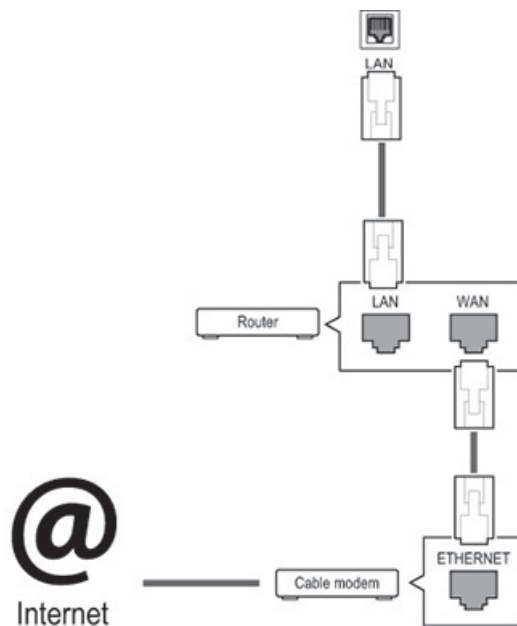 LAN
LAN
WAN
Router
ETHERNET
Cable modem
@
Internet